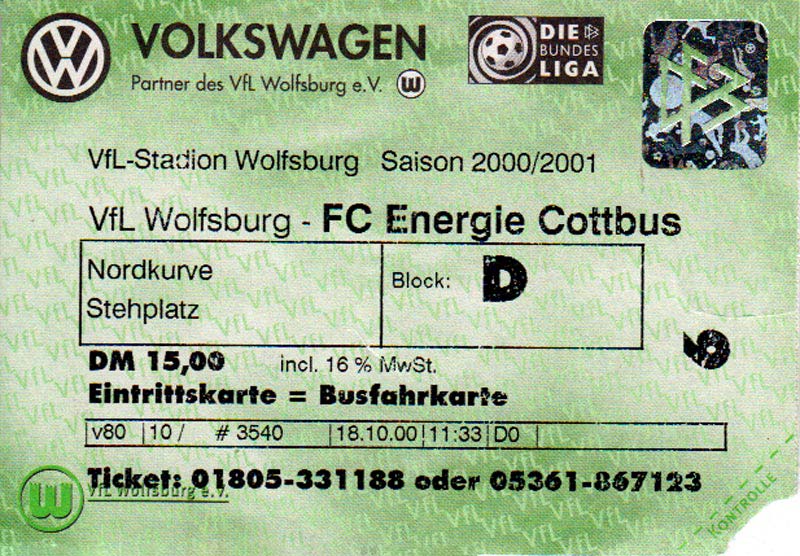 VOLKSWAGEN
Partner des VfL Wolfsburg e.V.
DIE
BUNDES
LIGA
VfL-Stadion Wolfsburg Saison 2000/2001
VfL Wolfsburg - FC Energie Cottbus
Nordkurve
Stehplatz
Block: D
9
DM 15,00 incl. 16 % MwSt.
Eintrittskarte = Busfahrkarte
v80 10 / # 3540 18.10.00 11:33 D0
Ticket: 01805-331188 oder 05361-867123
VfL Wolfsburg e.V.
KONTROLLE